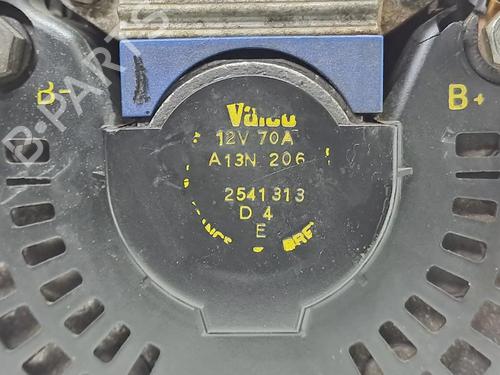 B-
B+
Valeo
12V 70A
A13N 206
2541313
D 4
E
B-PARTS